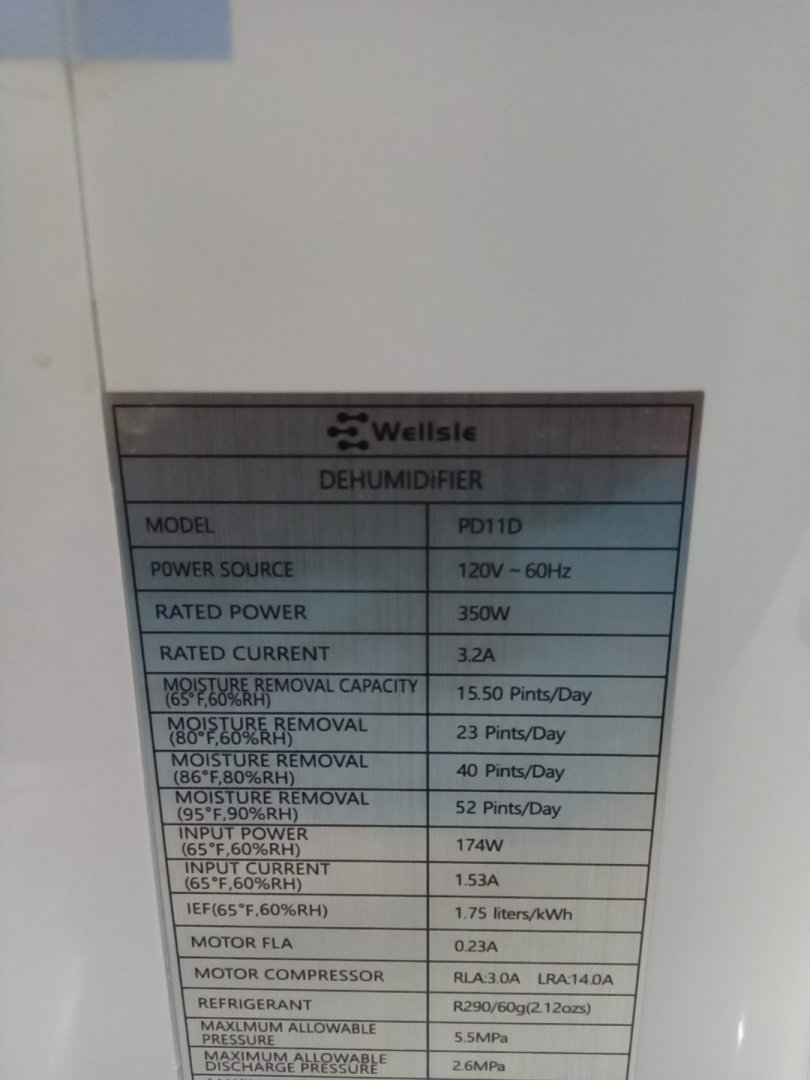 Wellsle
DEHUMIDiFIER
MODEL PD11D
POWER SOURCE 120V ~ 60Hz
RATED POWER 350W
RATED CURRENT 3.2A
MOISTURE REMOVAL CAPACITY
(65°F,60%RH) 15.50 Pints/Day
MOISTURE REMOVAL
(80°F,60%RH) 23 Pints/Day
MOISTURE REMOVAL
(86°F,80%RH) 40 Pints/Day
MOISTURE REMOVAL
(95°F,90%RH) 52 Pints/Day
INPUT POWER
(65°F,60%RH) 174W
INPUT CURRENT
(65°F,60%RH) 1.53A
IEF(65°F,60%RH) 1.75 liters/kWh
MOTOR FLA 0.23A
MOTOR COMPRESSOR RLA:3.0A LRA:14.0A
REFRIGERANT R290/60g(2.12ozs)
MAXLMUM ALLOWABLE
PRESSURE 5.5MPa
MAXIMUM ALLOWABLE
DISCHARGE PRESSURE 2.6MPa